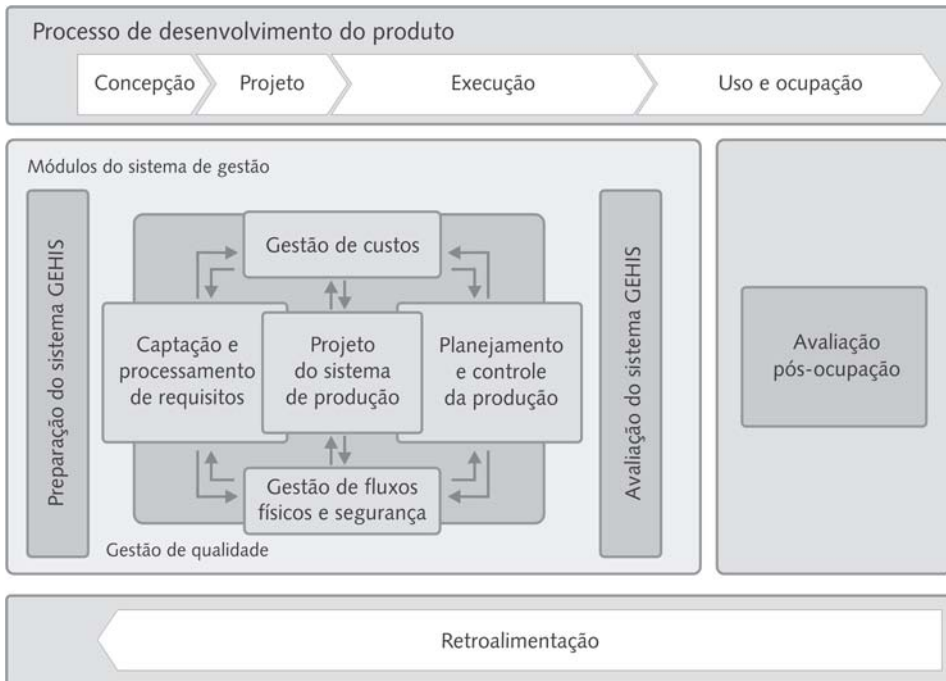 Processo de desenvolvimento do produto
Concepção
Projeto
Execução
Uso e ocupação
Módulos do sistema de gestão
Preparação do sistema GEHIS
Gestão de custos
Captação e
processamento
de requisitos
Projeto
do sistema
de produção
Planejamento
e controle
da produção
Gestão de fluxos
físicos e segurança
Gestão de qualidade
Avaliação do sistema GEHIS
Avaliação
pós-ocupação
Retroalimentação